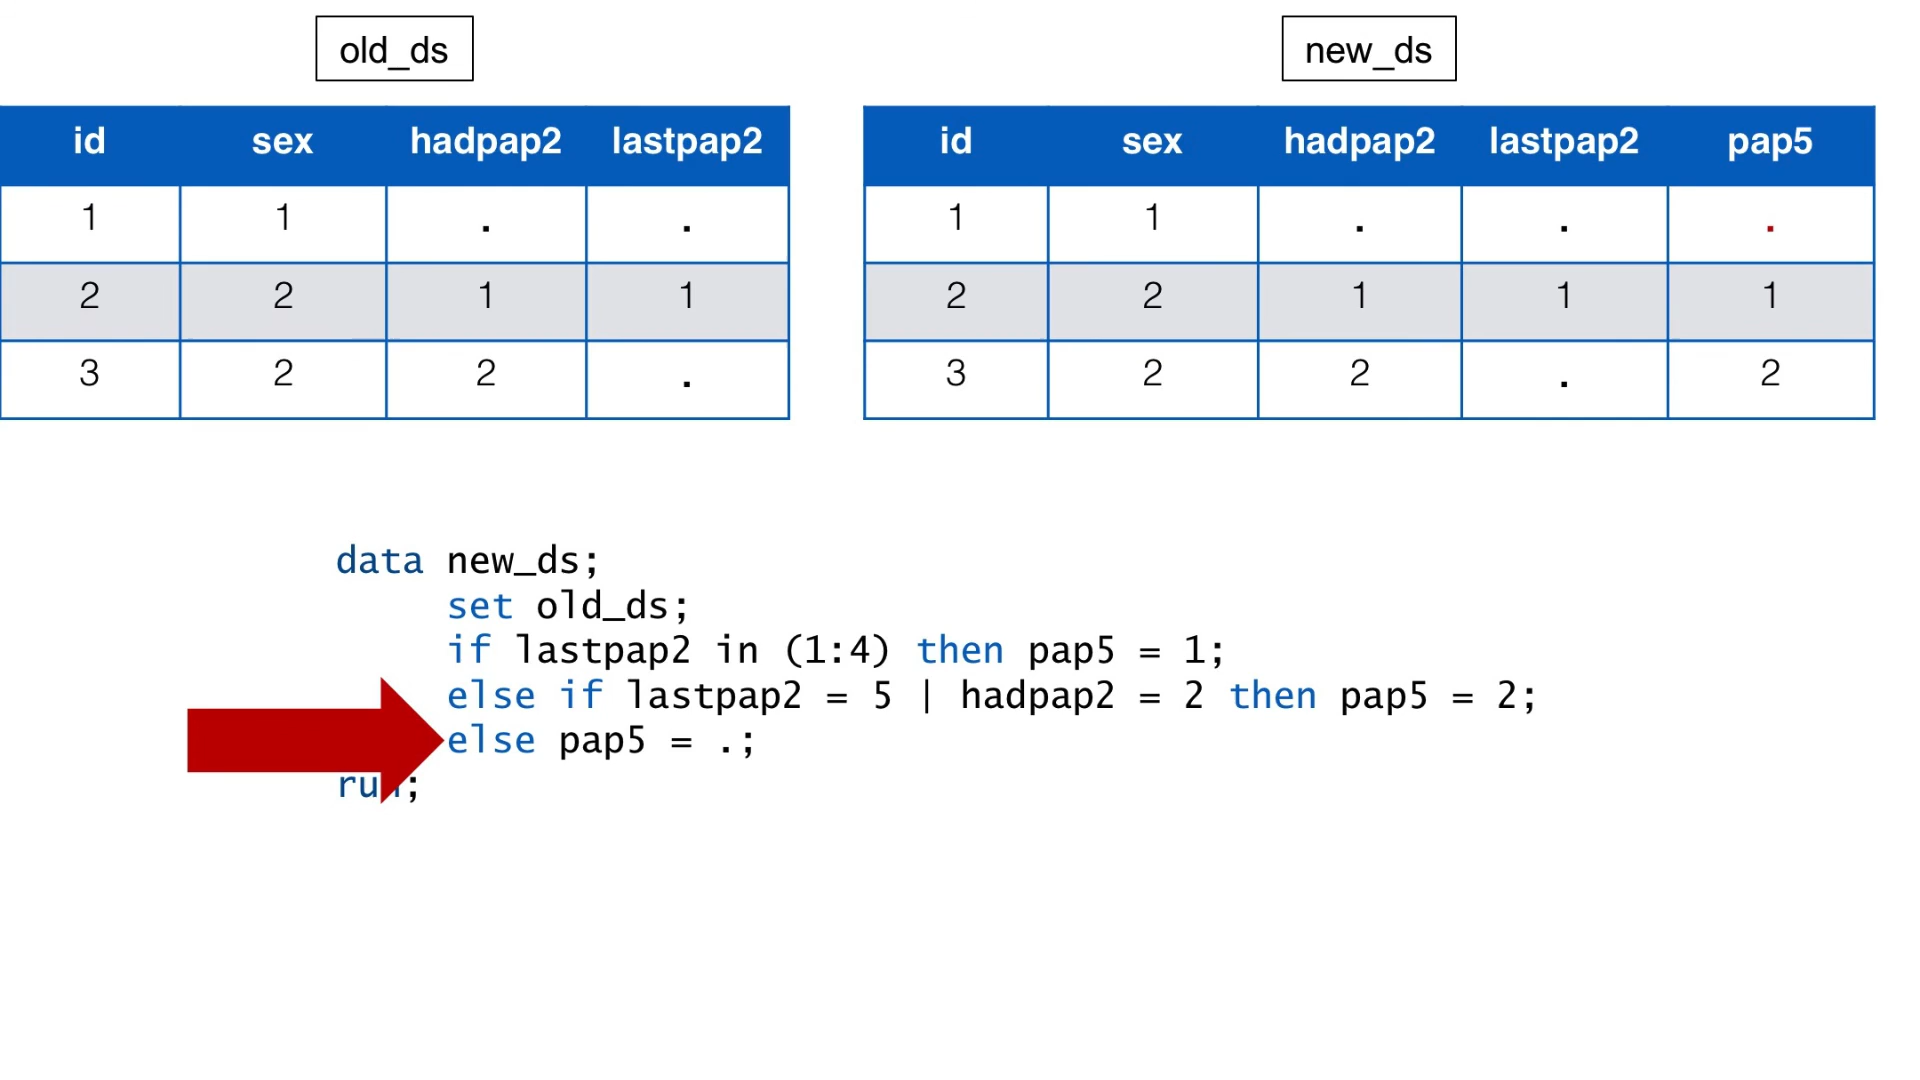 old_ds new_ds
id sex hadpap2 lastpap2 id sex hadpap2 lastpap2 pap5
1 1 . . 1 1 . . .
2 2 1 1 2 2 1 1 1
3 2 2 . 3 2 2 . 2
data new_ds;
set old_ds;
if lastpap2 in (1:4) then pap5 = 1;
else if lastpap2 = 5 | hadpap2 = 2 then pap5 = 2;
else pap5 = .;
run;